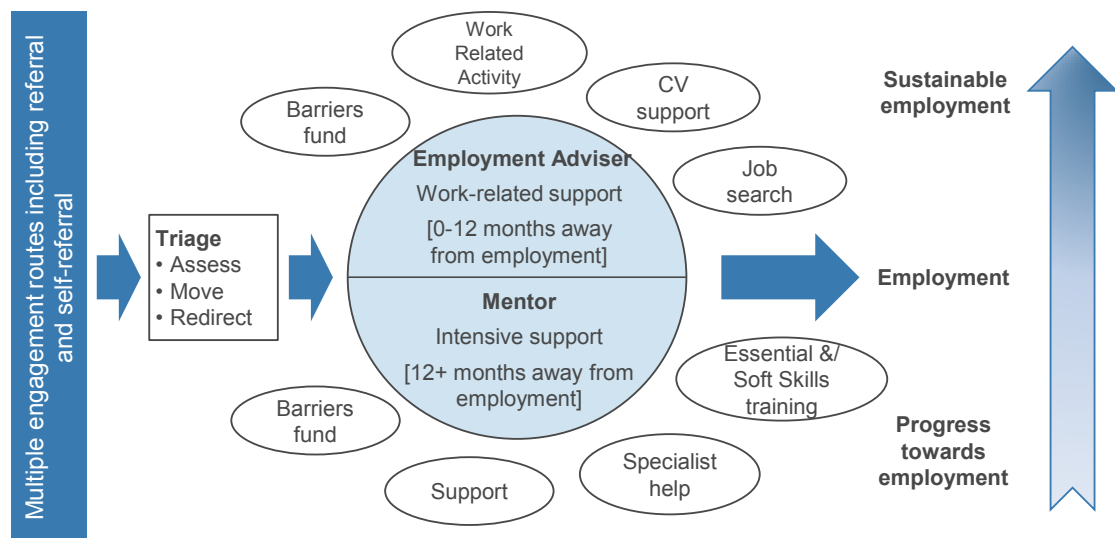 Multiple engagement routes including referral
and self-referral
Triage
• Assess
• Move
• Redirect
Barriers
fund
Work
Related
Activity
CV
support
Job
search
Employment Adviser
Work-related support
[0-12 months away
from employment]
Mentor
Intensive support
[12+ months away from
employment]
Barriers
fund
Support
Specialist
help
Essential &/
Soft Skills
training
Sustainable
employment
Employment
Progress
towards
employment